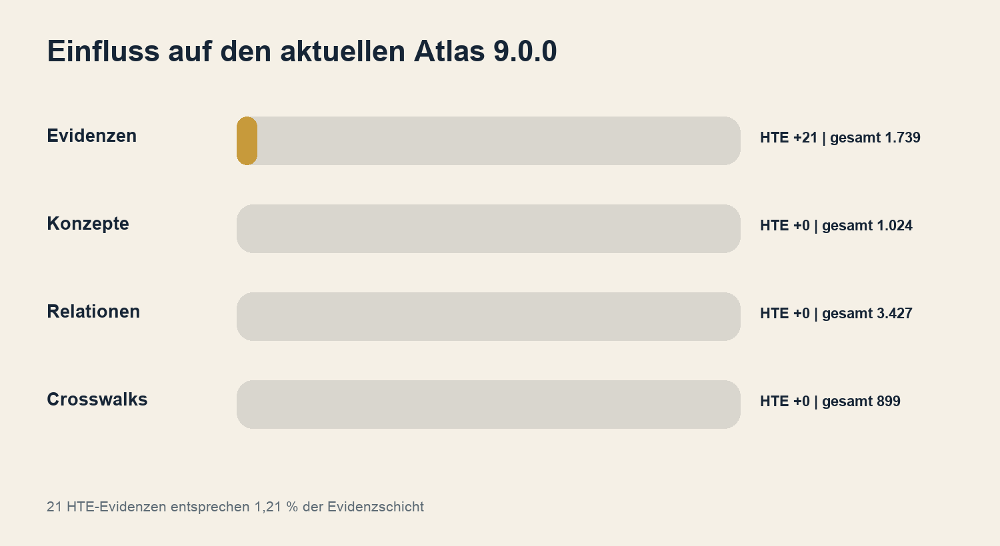 Einfluss auf den aktuellen Atlas 9.0.0
Evidenzen
HTE +21 | gesamt 1.739
Konzepte
HTE +0 | gesamt 1.024
Relationen
HTE +0 | gesamt 3.427
Crosswalks
HTE +0 | gesamt 899
21 HTE-Evidenzen entsprechen 1,21 % der Evidenzschicht